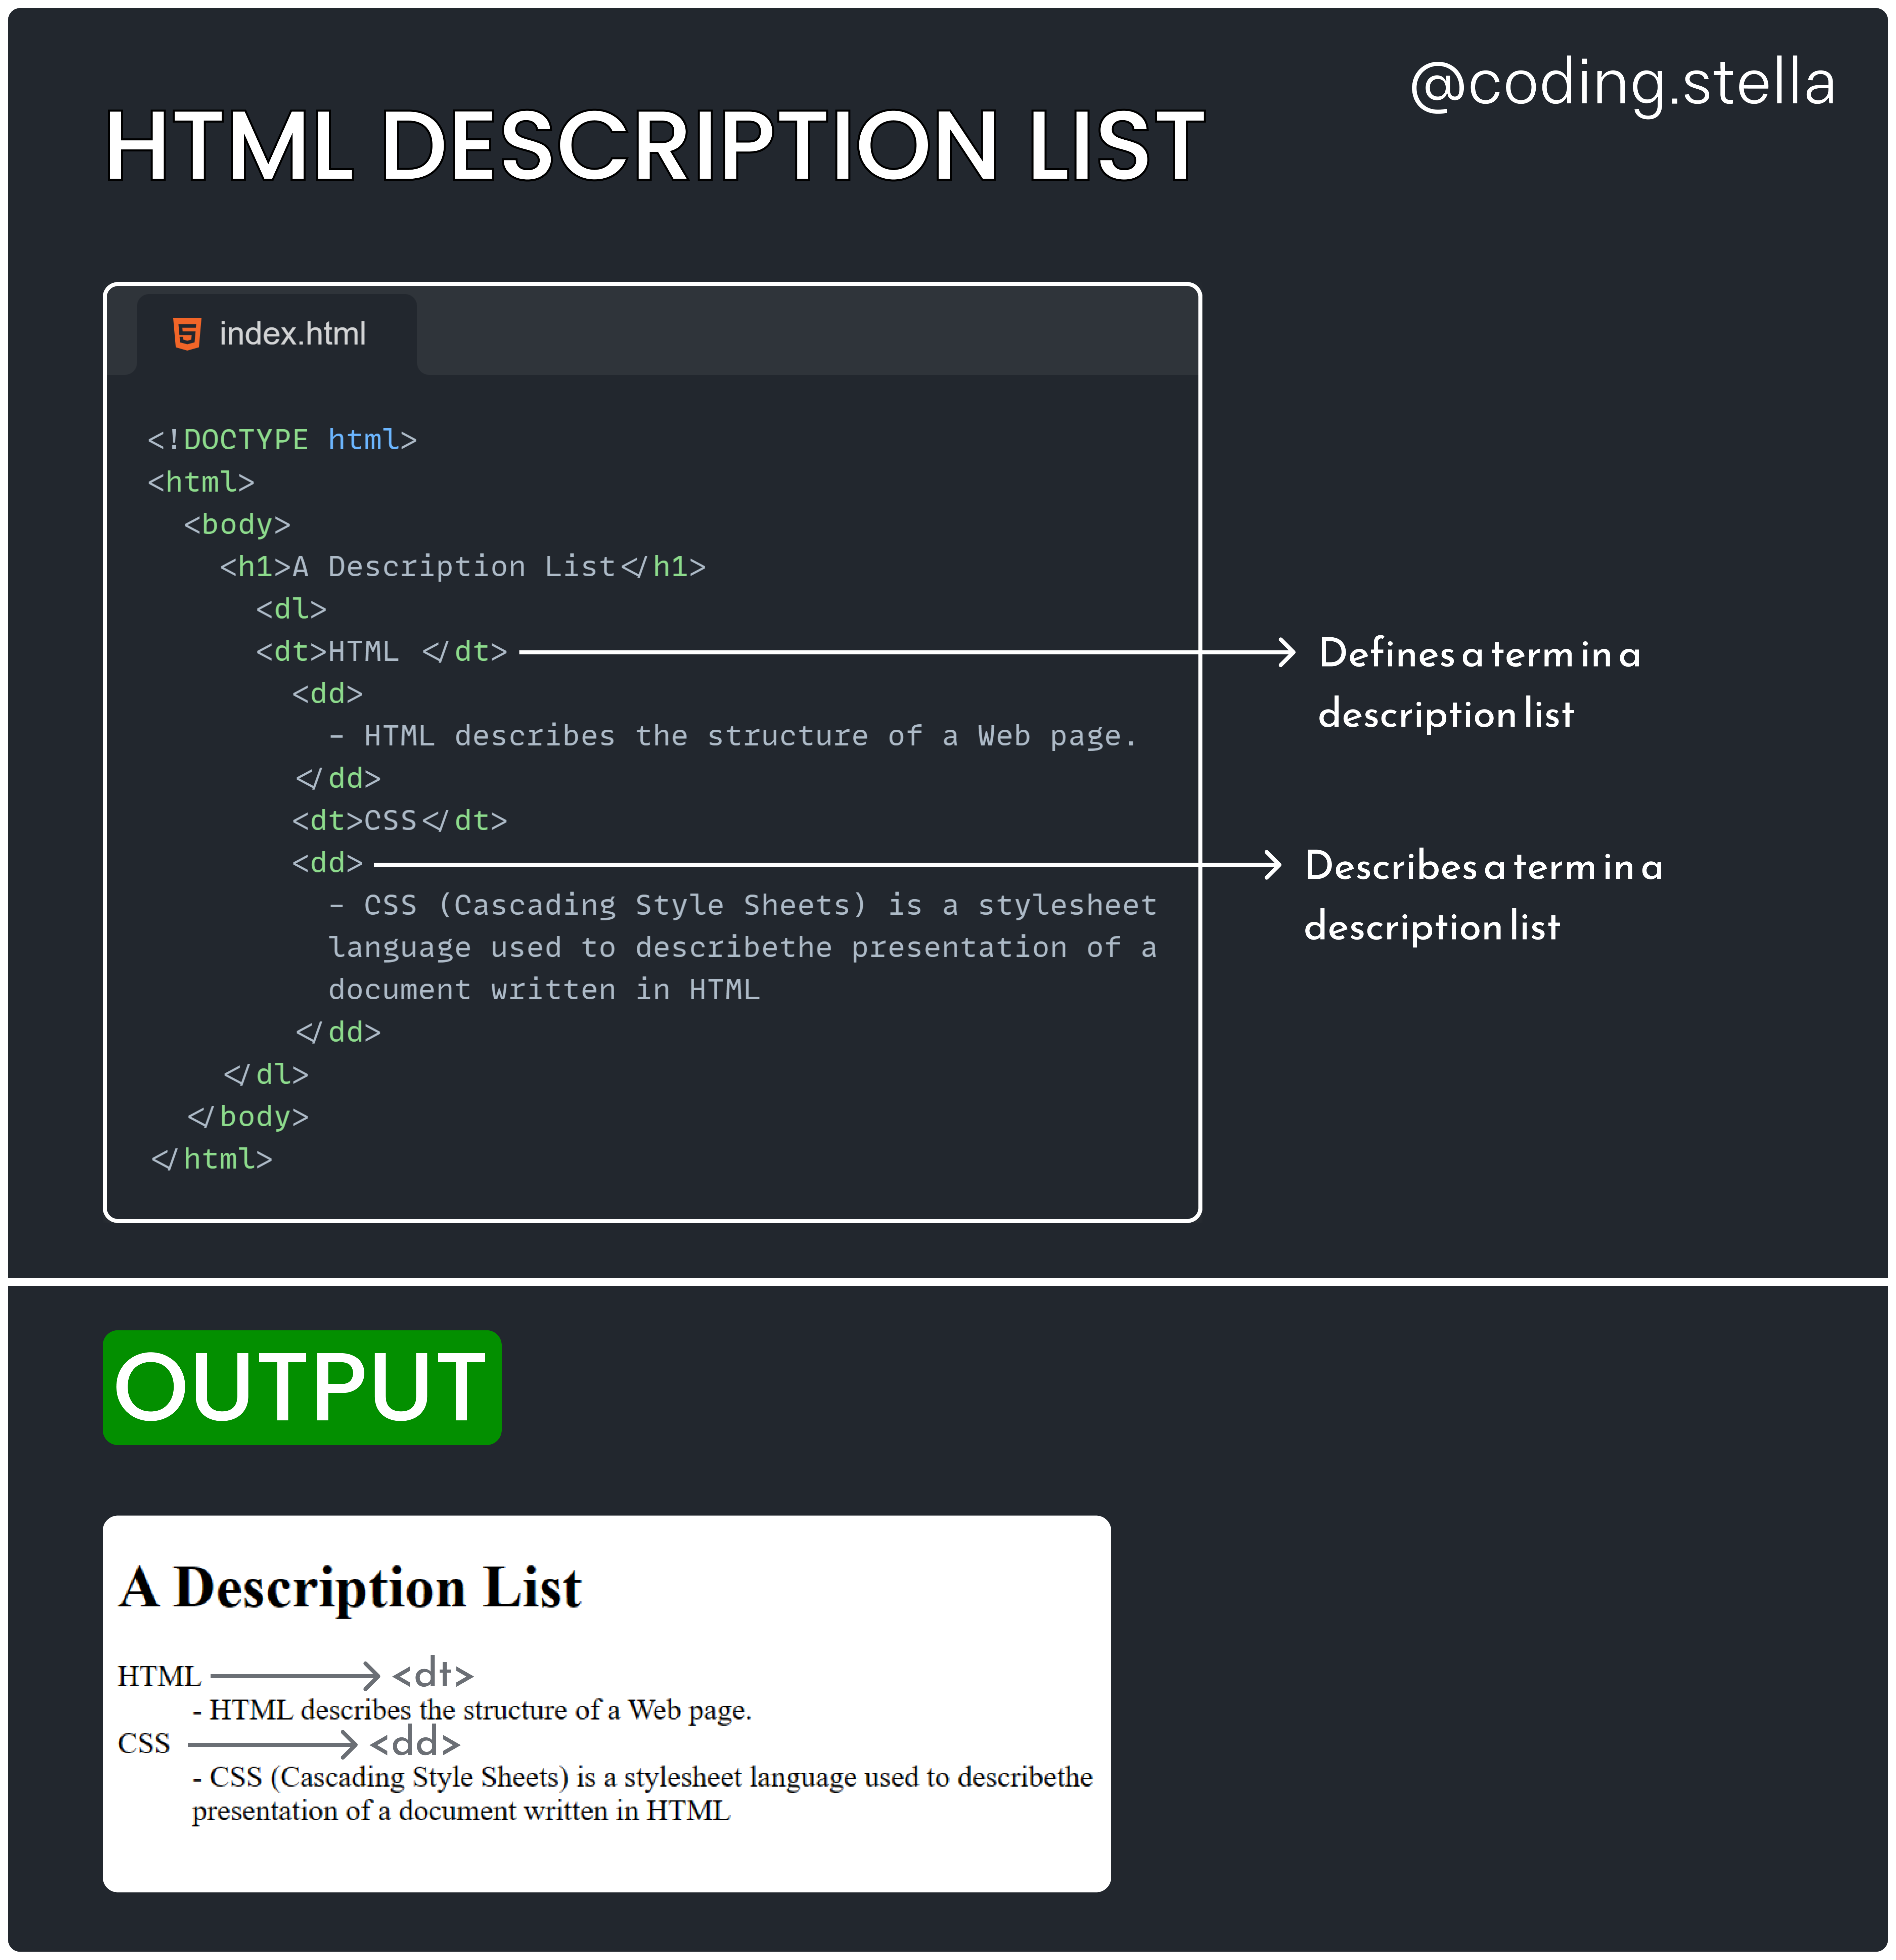 @coding.stella
HTML DESCRIPTION LIST
index.html
<!DOCTYPE html>
<html>
<body>
<h1>A Description List</h1>
<dl>
<dt>HTML </dt>
Defines a term in a
description list
<dd>
- HTML describes the structure of a Web page.
</dd>
<dt>CSS</dt>
<dd>
Describes a term in a
description list
- CSS (Cascading Style Sheets) is a stylesheet
language used to describethe presentation of a
document written in HTML
</dd>
</dl>
</body>
</html>
OUTPUT
A Description List
HTML <dt>
- HTML describes the structure of a Web page.
CSS <dd>
- CSS (Cascading Style Sheets) is a stylesheet language used to describethe
presentation of a document written in HTML